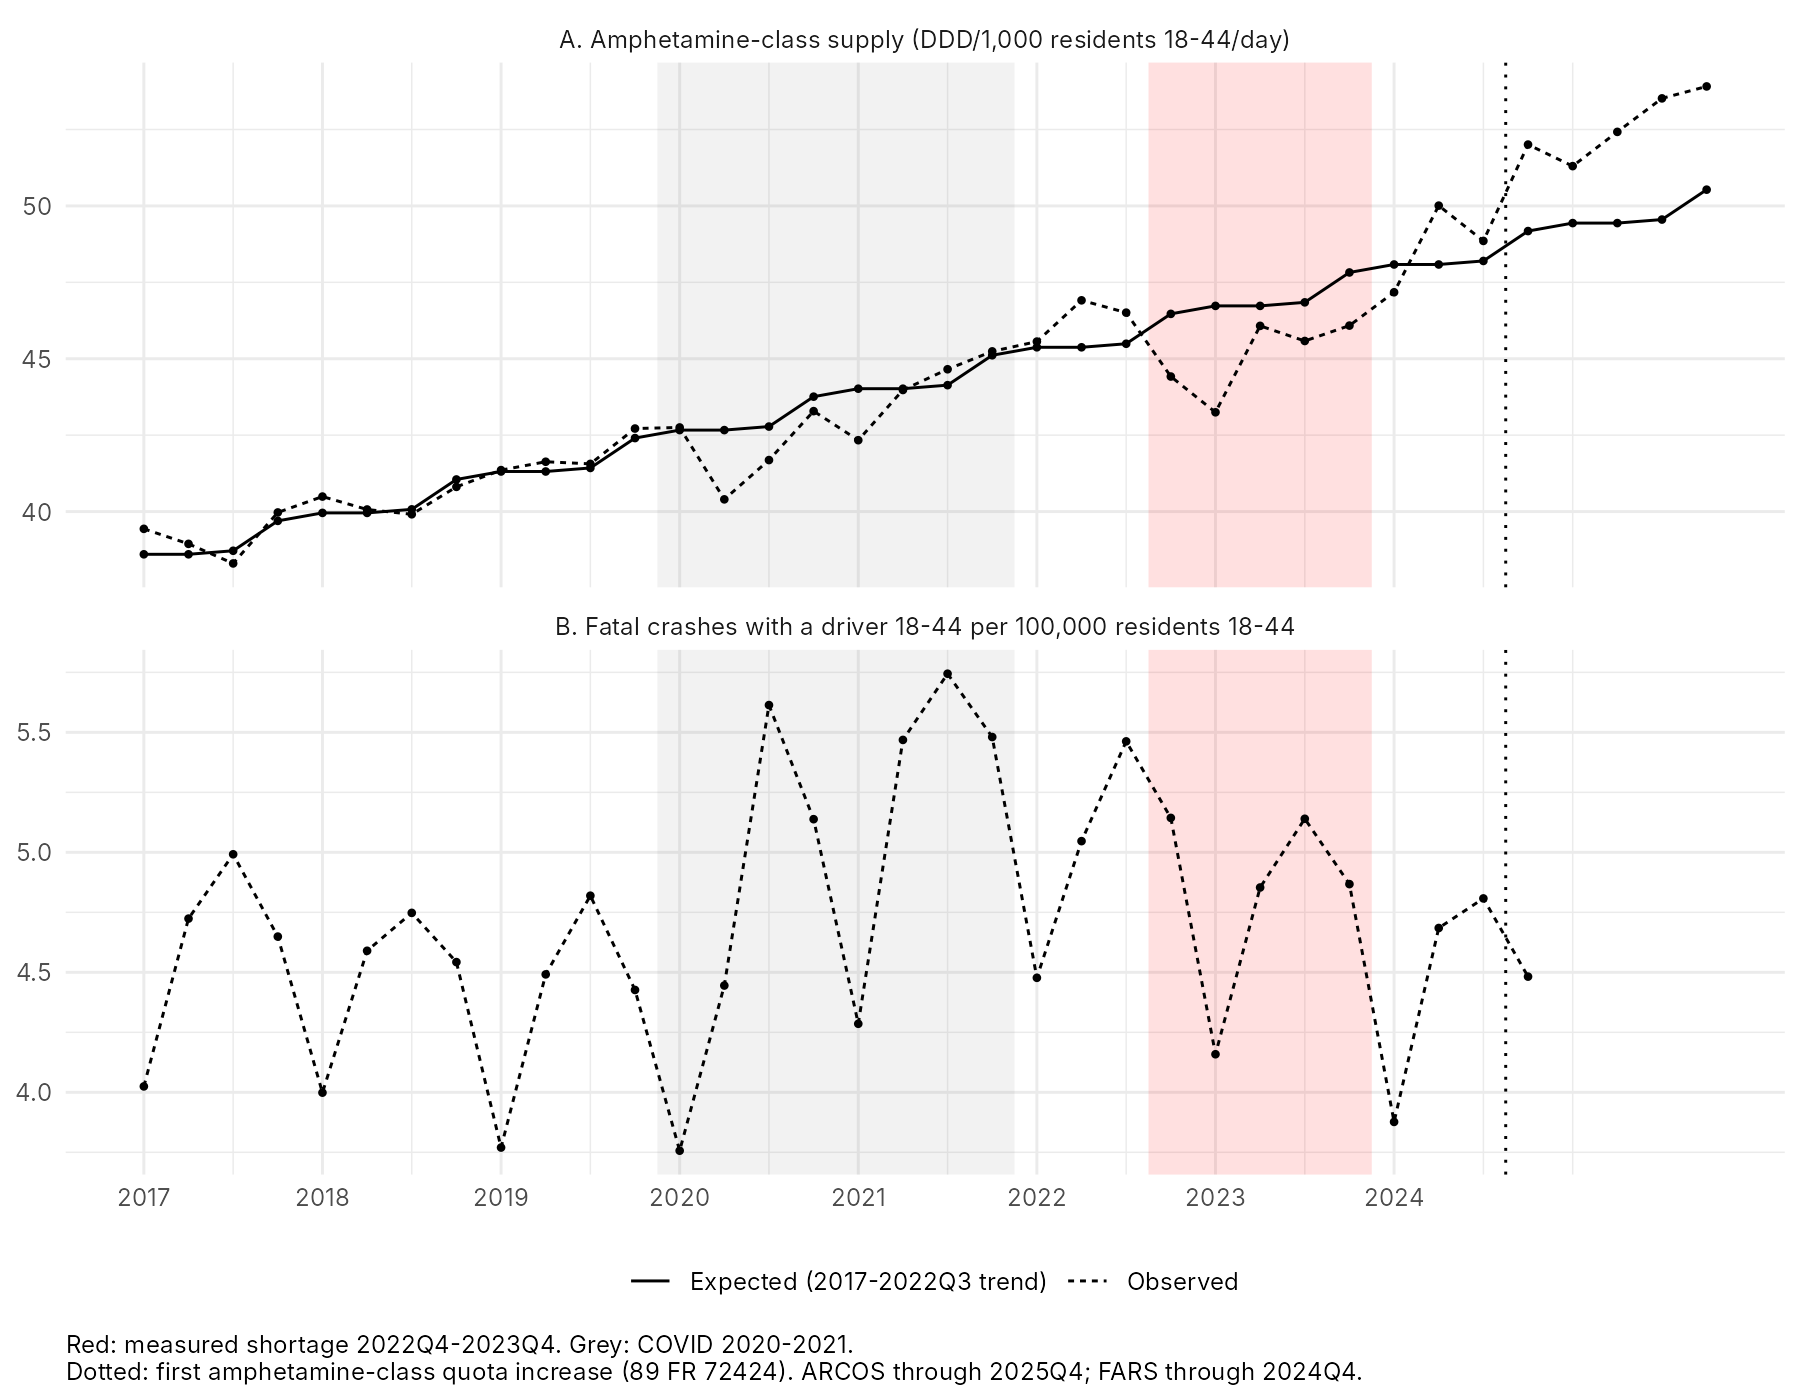 A. Amphetamine-class supply (DDD/1,000 residents 18-44/day)
50
45
40
B. Fatal crashes with a driver 18-44 per 100,000 residents 18-44
5.5
5.0
4.5
4.0
2017 2018 2019 2020 2021 2022 2023 2024
Expected (2017-2022Q3 trend) Observed
Red: measured shortage 2022Q4-2023Q4. Grey: COVID 2020-2021.
Dotted: first amphetamine-class quota increase (89 FR 72424). ARCOS through 2025Q4; FARS through 2024Q4.